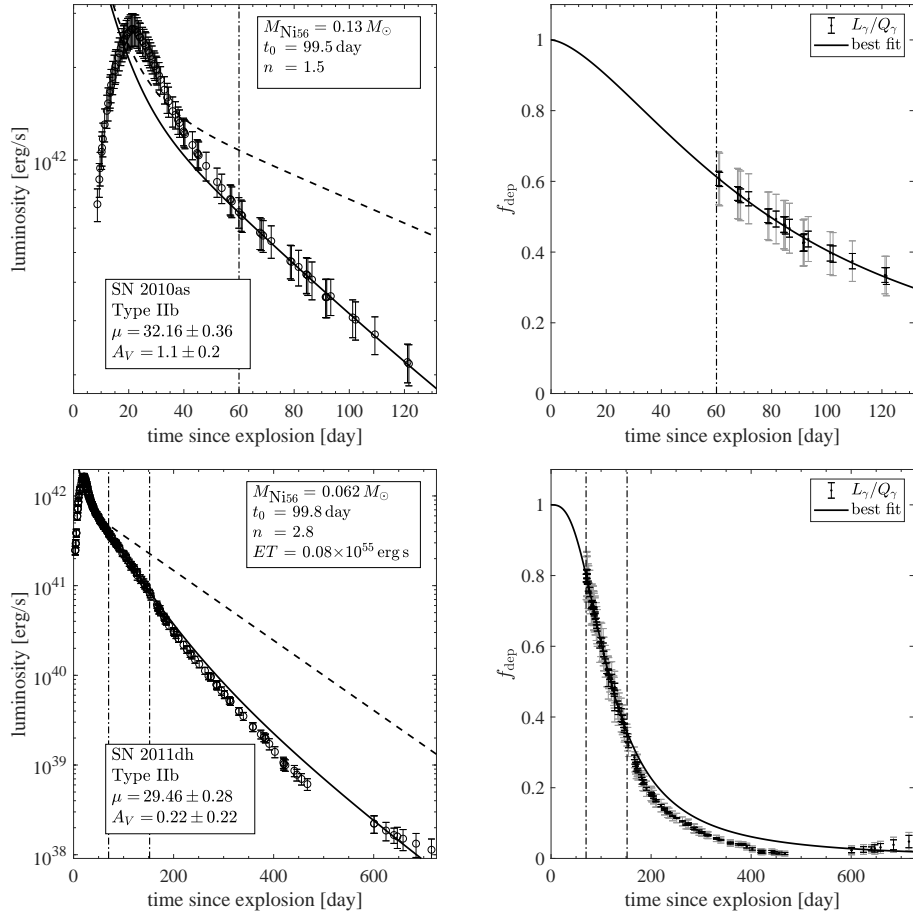 M_Ni56 = 0.13 M_⊙
t_0 = 99.5 day
n = 1.5
10^42
luminosity [erg/s]
SN 2010as
Type IIb
μ = 32.16 ± 0.36
A_V = 1.1 ± 0.2
0 20 40 60 80 100 120
time since explosion [day]
L_γ/Q_γ
best fit
1
0.8
0.6
0.4
0.2
0
f_dep
0 20 40 60 80 100 120
time since explosion [day]
M_Ni56 = 0.062 M_⊙
t_0 = 99.8 day
n = 2.8
ET = 0.08×10^55 erg s
10^42
10^41
10^40
10^39
10^38
luminosity [erg/s]
SN 2011dh
Type IIb
μ = 29.46 ± 0.28
A_V = 0.22 ± 0.22
0 200 400 600
time since explosion [day]
L_γ/Q_γ
best fit
1
0.8
0.6
0.4
0.2
0
f_dep
0 200 400 600
time since explosion [day]